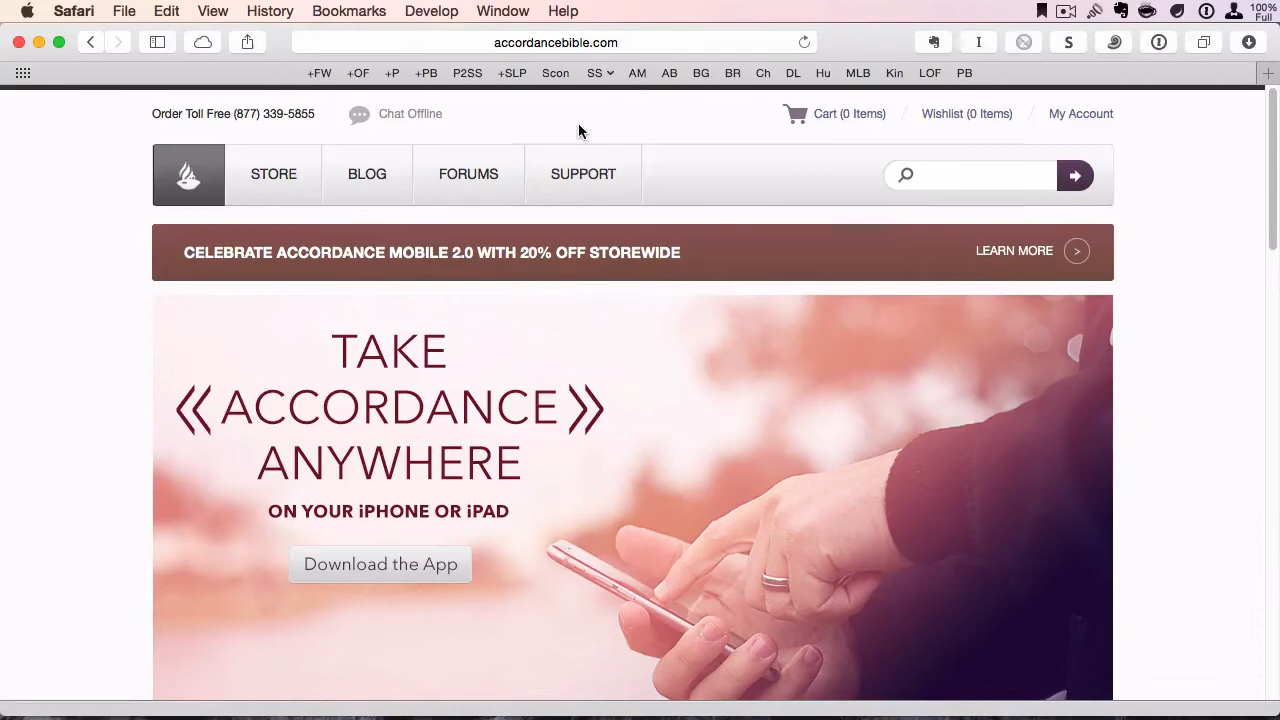 Safari File Edit View History Bookmarks Develop Window Help 100% Full
accordancebible.com
+FW +OF +P +PB P2SS +SLP Scon SS AM AB BG BR Ch DL Hu MLB Kin LOF PB
Order Toll Free (877) 339-5855 Chat Offline Cart (0 Items) Wishlist (0 Items) My Account
STORE BLOG FORUMS SUPPORT
CELEBRATE ACCORDANCE MOBILE 2.0 WITH 20% OFF STOREWIDE LEARN MORE >
TAKE
«ACCORDANCE»
ANYWHERE
ON YOUR iPHONE OR iPAD
Download the App